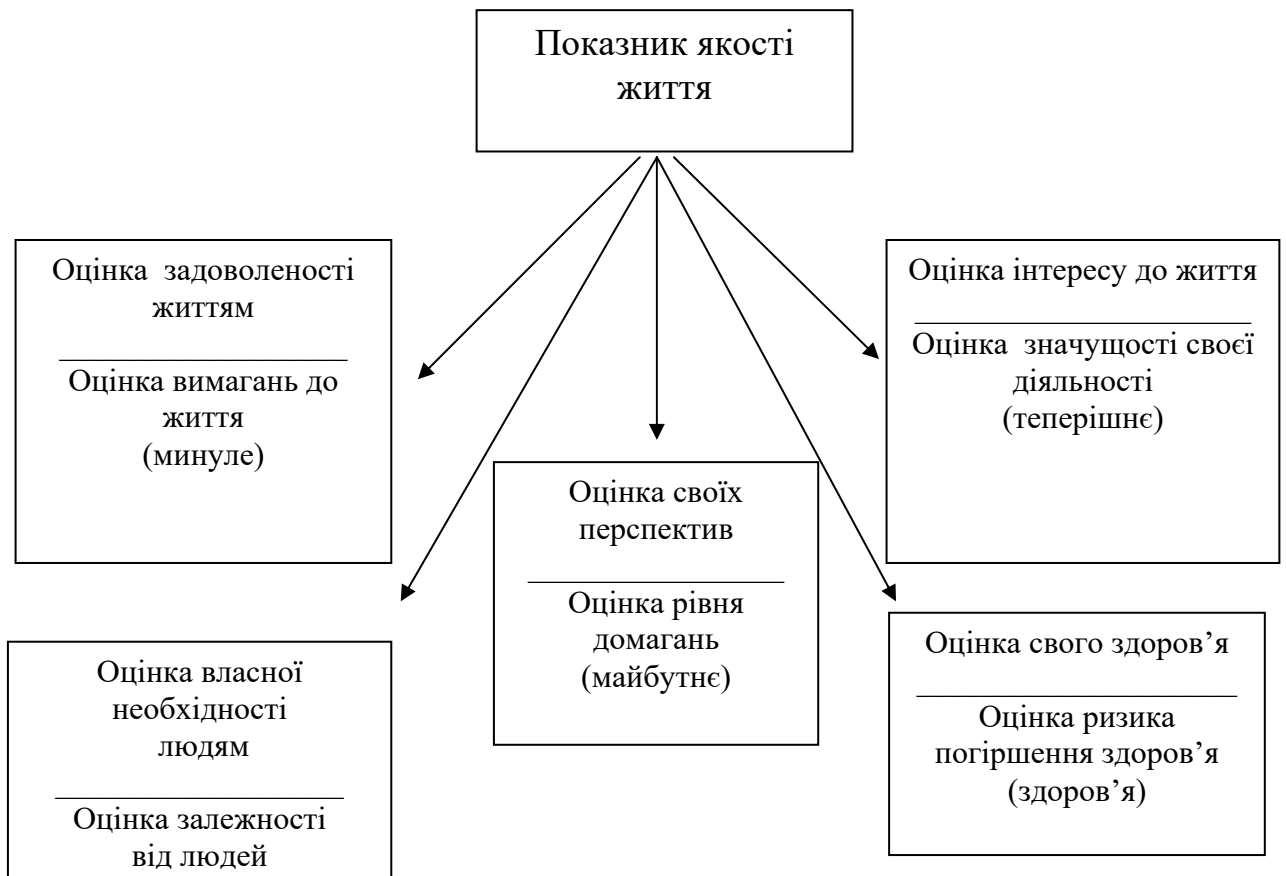 Показник якості
життя
Оцінка задоволеності
життям
Оцінка вимагань до
життя
(минуле)
Оцінка інтересу до життя
Оцінка значущості своєї
діяльності
(теперішнє)
Оцінка своїх
перспектив
Оцінка рівня
домагань
(майбутнє)
Оцінка власної
необхідності
людям
Оцінка залежності
від людей
Оцінка свого здоров’я
Оцінка ризика
погіршення здоров’я
(здоров’я)